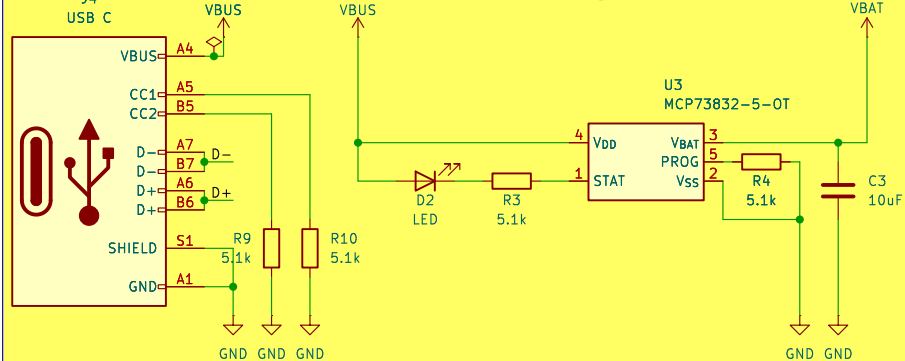 USB C
VBUS
VBUS
VBAT
VBUS
A4
CC1
A5
CC2
B5
D-
A7
D-
D-
B7
D+
A6
D+
D+
B6
SHIELD
S1
GND
A1
R9
5.1k
R10
5.1k
GND
GND
GND
D2
LED
R3
5.1k
U3
MCP73832-5-OT
4
VDD
1
STAT
VBAT
3
PROG
5
VSS
2
R4
5.1k
C3
10uF
GND
GND